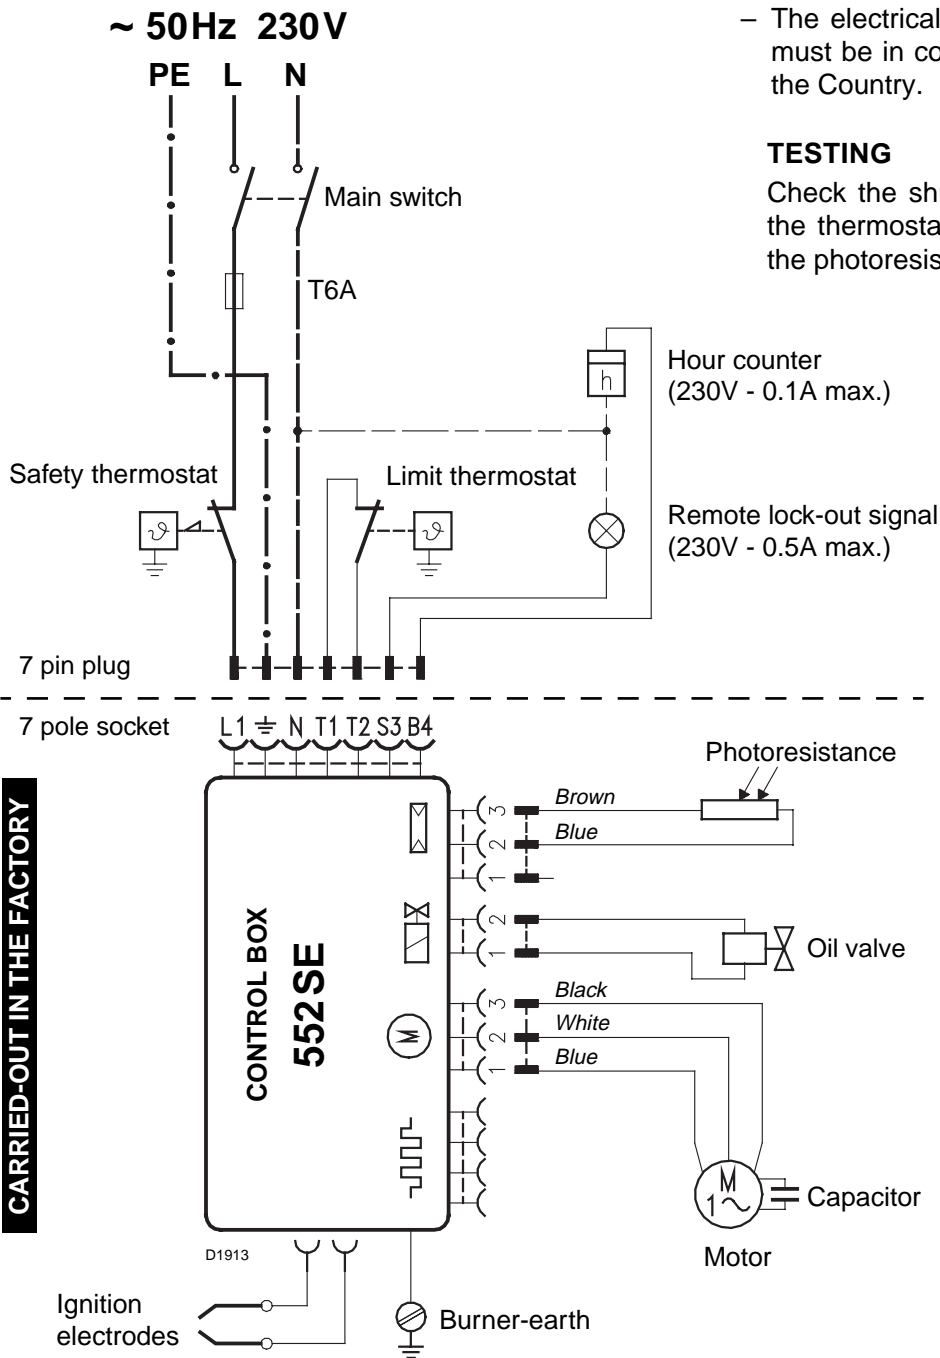 ~ 50Hz 230V
PE L N
Main switch
T6A
– The electrical
must be in co
the Country.
TESTING
Check the sh
the thermosta
the photoresis
h
Hour counter
(230V - 0.1A max.)
Safety thermostat
Limit thermostat
ϑ
ϑ
Remote lock-out signal
(230V - 0.5A max.)
7 pin plug
7 pole socket
L1 N T1 T2 S3 B4
CARRIED-OUT IN THE FACTORY
CONTROL BOX
552SE
Photoresistance
3 Brown
2 Blue
1
2
1
Oil valve
M
3 Black
2 White
1 Blue
M
1~
Capacitor
Motor
D1913
Ignition
electrodes
Burner-earth